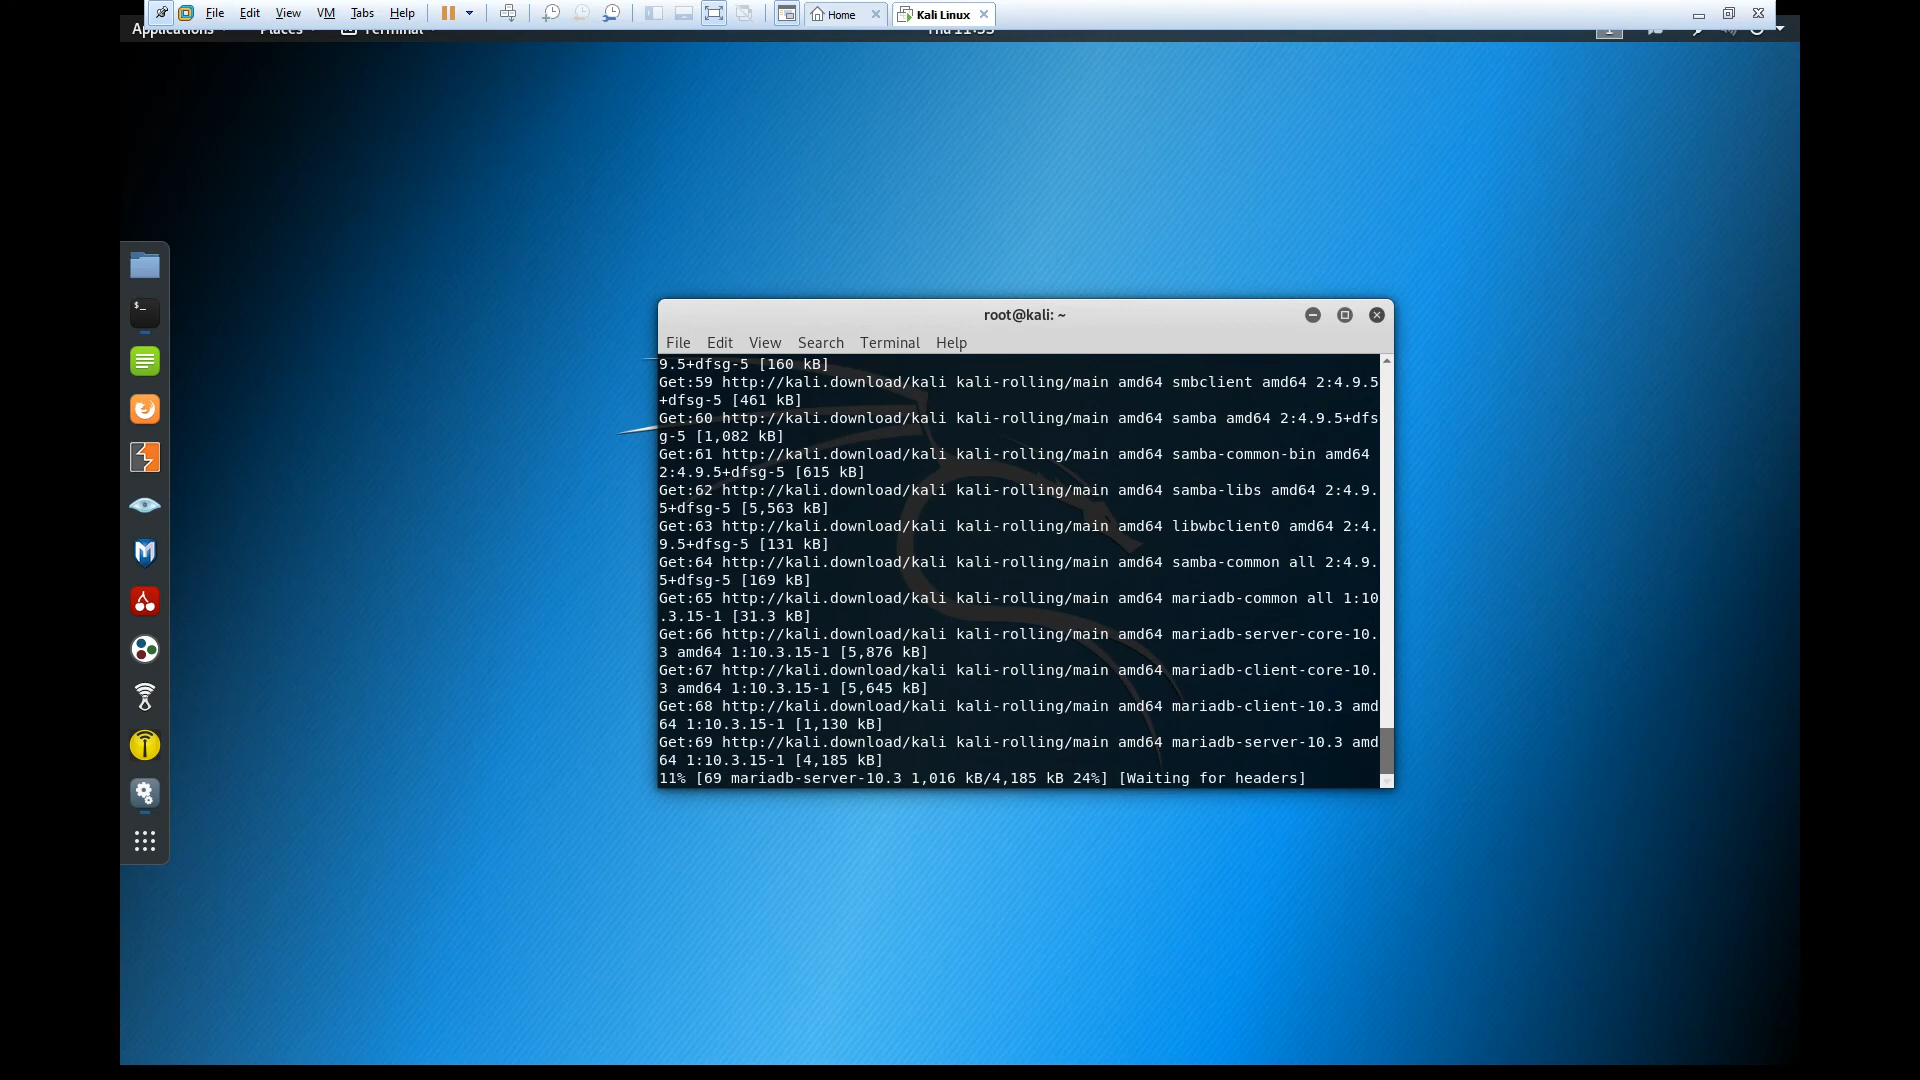 File Edit View VM Tabs Help Home Kali Linux
Applications Places Terminal
1
root@kali: ~
File Edit View Search Terminal Help
9.5+dfsg-5 [160 kB]
Get:59 http://kali.download/kali kali-rolling/main amd64 smbclient amd64 2:4.9.5
+dfsg-5 [461 kB]
Get:60 http://kali.download/kali kali-rolling/main amd64 samba amd64 2:4.9.5+dfs
g-5 [1,082 kB]
Get:61 http://kali.download/kali kali-rolling/main amd64 samba-common-bin amd64
2:4.9.5+dfsg-5 [615 kB]
Get:62 http://kali.download/kali kali-rolling/main amd64 samba-libs amd64 2:4.9.
5+dfsg-5 [5,563 kB]
Get:63 http://kali.download/kali kali-rolling/main amd64 libwbclient0 amd64 2:4.
9.5+dfsg-5 [131 kB]
Get:64 http://kali.download/kali kali-rolling/main amd64 samba-common all 2:4.9.
5+dfsg-5 [169 kB]
Get:65 http://kali.download/kali kali-rolling/main amd64 mariadb-common all 1:10
.3.15-1 [31.3 kB]
Get:66 http://kali.download/kali kali-rolling/main amd64 mariadb-server-core-10.
3 amd64 1:10.3.15-1 [5,876 kB]
Get:67 http://kali.download/kali kali-rolling/main amd64 mariadb-client-core-10.
3 amd64 1:10.3.15-1 [5,645 kB]
Get:68 http://kali.download/kali kali-rolling/main amd64 mariadb-client-10.3 amd
64 1:10.3.15-1 [1,130 kB]
Get:69 http://kali.download/kali kali-rolling/main amd64 mariadb-server-10.3 amd
64 1:10.3.15-1 [4,185 kB]
11% [69 mariadb-server-10.3 1,016 kB/4,185 kB 24%] [Waiting for headers]